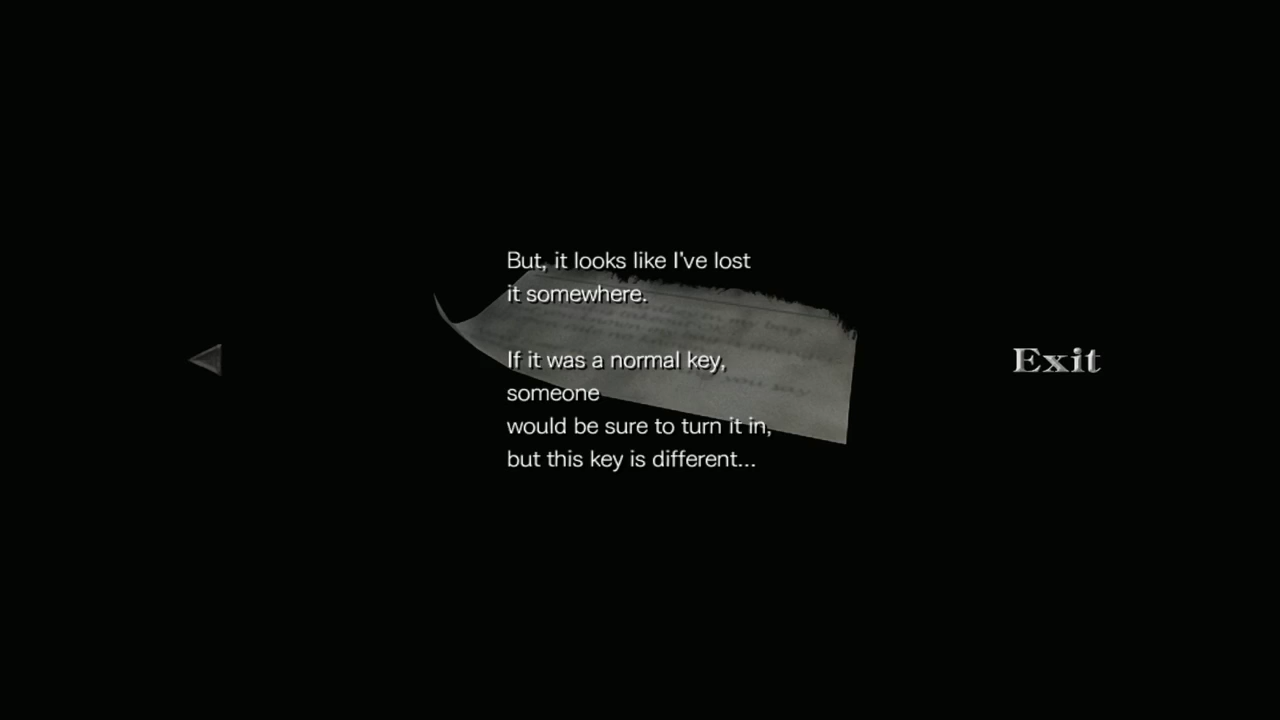 But, it looks like I've lost
it somewhere.
If it was a normal key,
someone
would be sure to turn it in,
but this key is different...
Exit